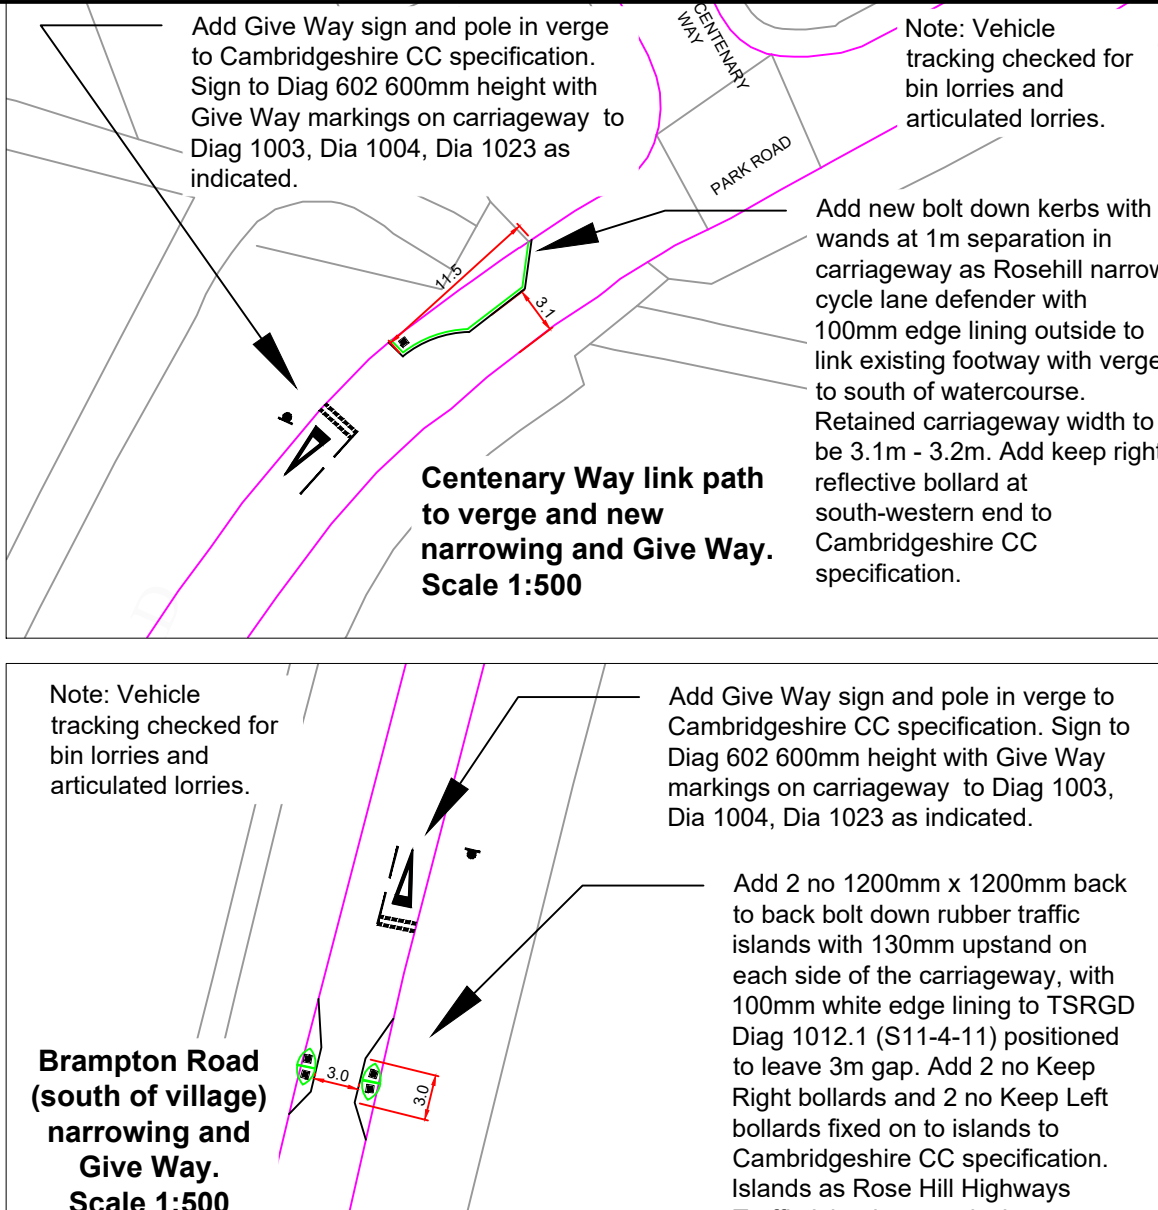 Add Give Way sign and pole in verge
to Cambridgeshire CC specification.
Sign to Diag 602 600mm height with
Give Way markings on carriageway to
Diag 1003, Dia 1004, Dia 1023 as
indicated.
CENTENARY
WAY
Note: Vehicle
tracking checked for
bin lorries and
articulated lorries.
PARK ROAD
Add new bolt down kerbs with
wands at 1m separation in
carriageway as Rosehill narrow
cycle lane defender with
100mm edge lining outside to
link existing footway with verge
to south of watercourse.
Retained carriageway width to
be 3.1m - 3.2m. Add keep right
reflective bollard at
south-western end to
Cambridgeshire CC
specification.
11.5
3.1
Centenary Way link path
to verge and new
narrowing and Give Way.
Scale 1:500
Note: Vehicle
tracking checked for
bin lorries and
articulated lorries.
Add Give Way sign and pole in verge to
Cambridgeshire CC specification. Sign to
Diag 602 600mm height with Give Way
markings on carriageway to Diag 1003,
Dia 1004, Dia 1023 as indicated.
Add 2 no 1200mm x 1200mm back
to back bolt down rubber traffic
islands with 130mm upstand on
each side of the carriageway, with
100mm white edge lining to TSRGD
Diag 1012.1 (S11-4-11) positioned
to leave 3m gap. Add 2 no Keep
Right bollards and 2 no Keep Left
bollards fixed on to islands to
Cambridgeshire CC specification.
Islands as Rose Hill Highways
3.0
3.0
Brampton Road
(south of village)
narrowing and
Give Way.
Scale 1:500